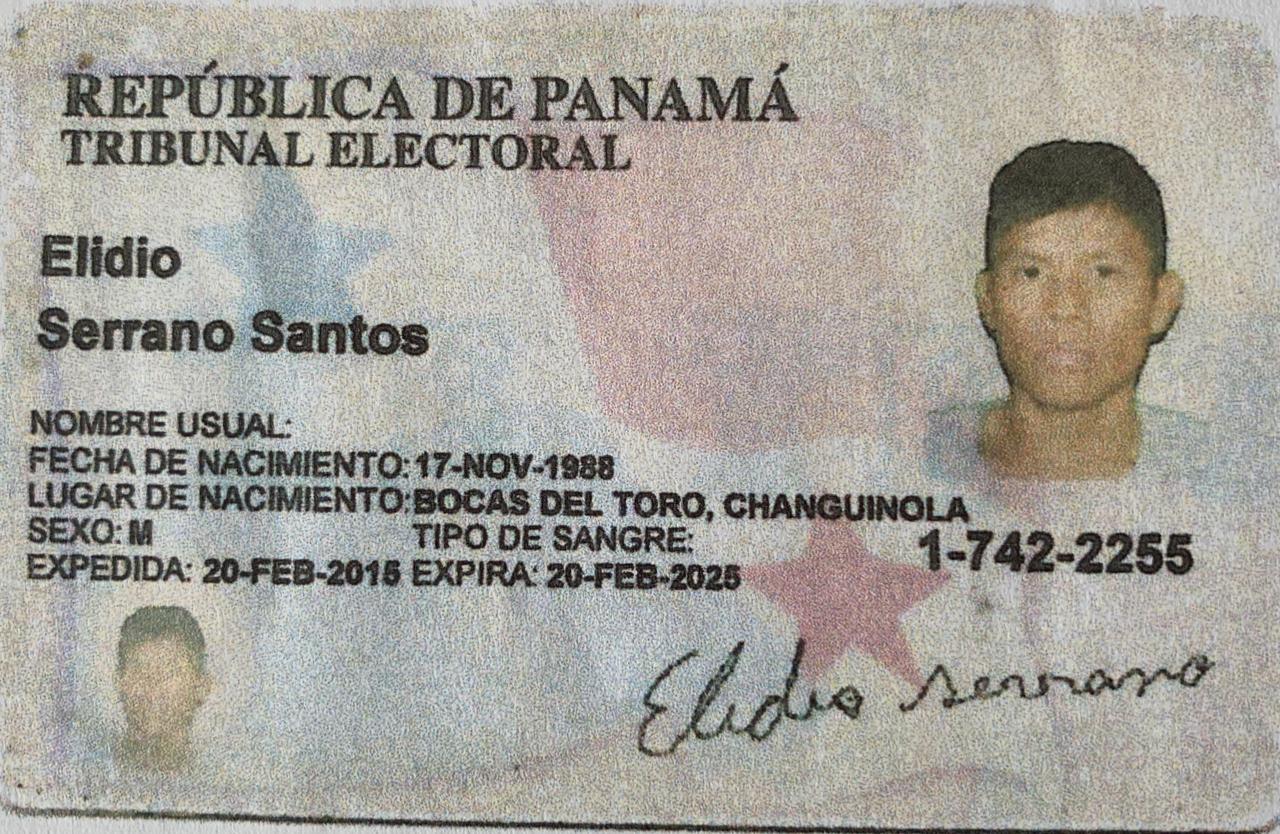 REPÚBLICA DE PANAMÁ
TRIBUNAL ELECTORAL
Elidio
Serrano Santos
NOMBRE USUAL:
FECHA DE NACIMIENTO: 17-NOV-1988
LUGAR DE NACIMIENTO: BOCAS DEL TORO, CHANGUINOLA
SEXO: M TIPO DE SANGRE:
EXPEDIDA: 20-FEB-2015 EXPIRA: 20-FEB-2025
1-742-2255
Elidio serrano